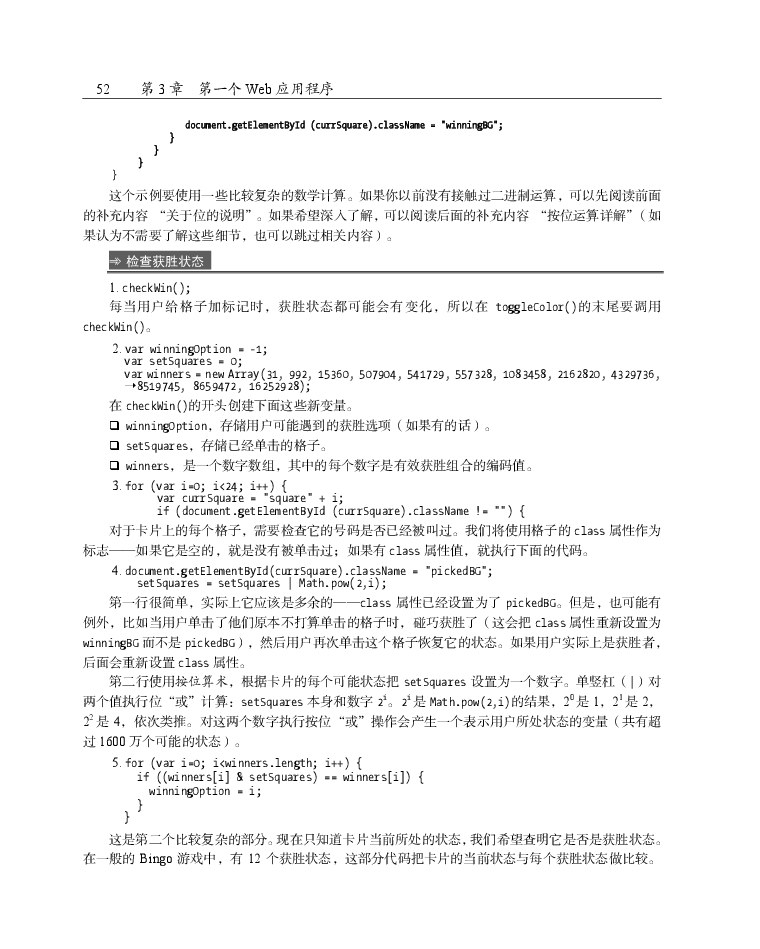 52 第 3 章 第一个 Web 应用程序
document.getElementById (currSquare).className = "winningBG";
}
}
}
}
这个示例要使用一些比较复杂的数学计算。如果你以前没有接触过二进制运算，可以先阅读前面
的补充内容 “关于位的说明”。如果希望深入了解，可以阅读后面的补充内容 “按位运算详解”（如
果认为不需要了解这些细节，也可以跳过相关内容）。
➾ 检查获胜状态
1. checkWin();
每当用户给格子加标记时，获胜状态都可能会有变化，所以在 toggleColor()的末尾要调用
checkWin()。
2. var winningOption = -1;
var setSquares = 0;
var winners = new Array(31, 992, 15360, 507904, 541729, 557328, 1083458, 2162820, 4329736,
➝8519745, 8659472, 16252928);
在 checkWin()的开头创建下面这些新变量。
❑ winningOption，存储用户可能遇到的获胜选项（如果有的话）。
❑ setSquares，存储已经单击的格子。
❑ winners，是一个数字数组，其中的每个数字是有效获胜组合的编码值。
3. for (var i=0; i<24; i++) {
var currSquare = "square" + i;
if (document.getElementById (currSquare).className != "") {
对于卡片上的每个格子，需要检查它的号码是否已经被叫过。我们将使用格子的 class 属性作为
标志——如果它是空的，就是没有被单击过；如果有 class 属性值，就执行下面的代码。
4. document.getElementById(currSquare).className = "pickedBG";
setSquares = setSquares | Math.pow(2,i);
第一行很简单，实际上它应该是多余的——class 属性已经设置为了 pickedBG。但是，也可能有
例外，比如当用户单击了他们原本不打算单击的格子时，碰巧获胜了（这会把 class 属性重新设置为
winningBG 而不是 pickedBG），然后用户再次单击这个格子恢复它的状态。如果用户实际上是获胜者，
后面会重新设置 class 属性。
第二行使用按位算术，根据卡片的每个可能状态把 setSquares 设置为一个数字。单竖杠（|）对
两个值执行位“或”计算：setSquares 本身和数字 2ⁱ。2ⁱ 是 Math.pow(2,i)的结果，2⁰ 是 1，2¹ 是 2，
2² 是 4，依次类推。对这两个数字执行按位“或”操作会产生一个表示用户所处状态的变量（共有超
过 1600 万个可能的状态）。
5. for (var i=0; i<winners.length; i++) {
if ((winners[i] & setSquares) == winners[i]) {
winningOption = i;
}
}
这是第二个比较复杂的部分。现在只知道卡片当前所处的状态，我们希望查明它是否是获胜状态。
在一般的 Bingo 游戏中，有 12 个获胜状态，这部分代码把卡片的当前状态与每个获胜状态做比较。